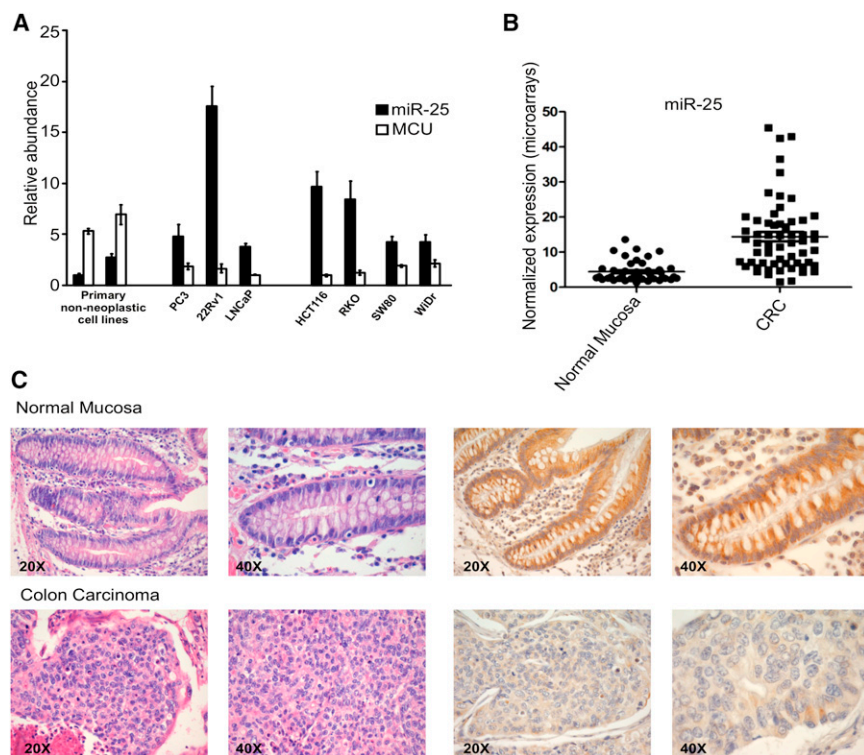 A
Relative abundance
25
20
15
10
5
0
miR-25
MCU
Primary
non-neoplastic
cell lines
PC3
22Rv1
LNCaP
HCT116
RKO
SW80
WiDr
B
miR-25
Normalized expression (microarrays)
50
40
30
20
10
0
Normal Mucosa
CRC
C
Normal Mucosa
20X
40X
20X
40X
Colon Carcinoma
20X
40X
20X
40X